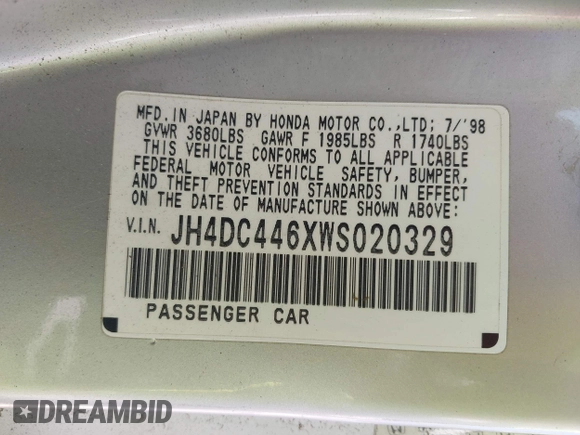 MFD. IN JAPAN BY HONDA MOTOR CO.,LTD; 7/'98
GVWR 3680LBS GAWR F 1985LBS R 1740LBS
THIS VEHICLE CONFORMS TO ALL APPLICABLE
FEDERAL MOTOR VEHICLE SAFETY, BUMPER,
AND THEFT PREVENTION STANDARDS IN EFFECT
ON THE DATE OF MANUFACTURE SHOWN ABOVE:
V.I.N. JH4DC446XWS020329
PASSENGER CAR
DREAMBID